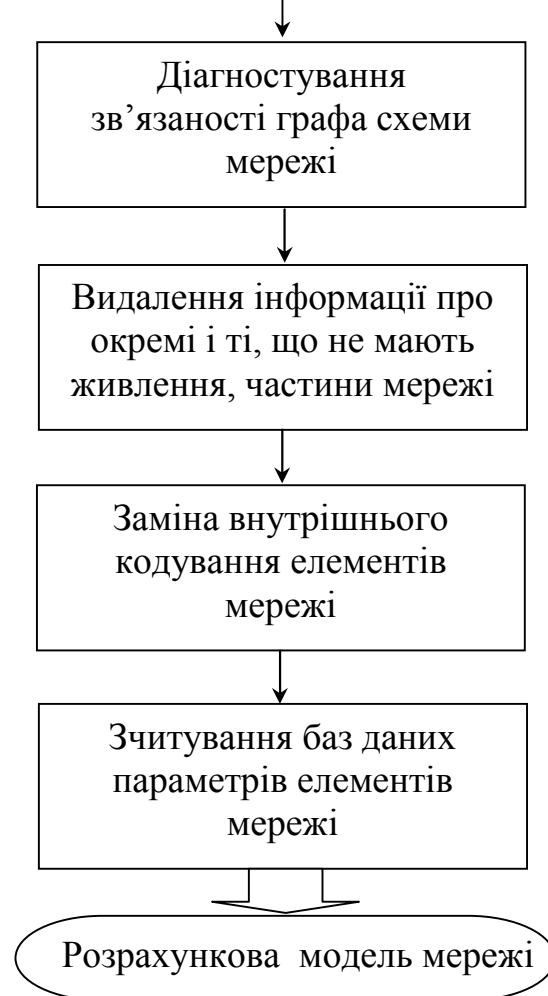 Діагностування
зв’язаності графа схеми
мережі
Видалення інформації про
окремі і ті, що не мають
живлення, частини мережі
Заміна внутрішнього
кодування елементів
мережі
Зчитування баз даних
параметрів елементів
мережі
Розрахункова модель мережі